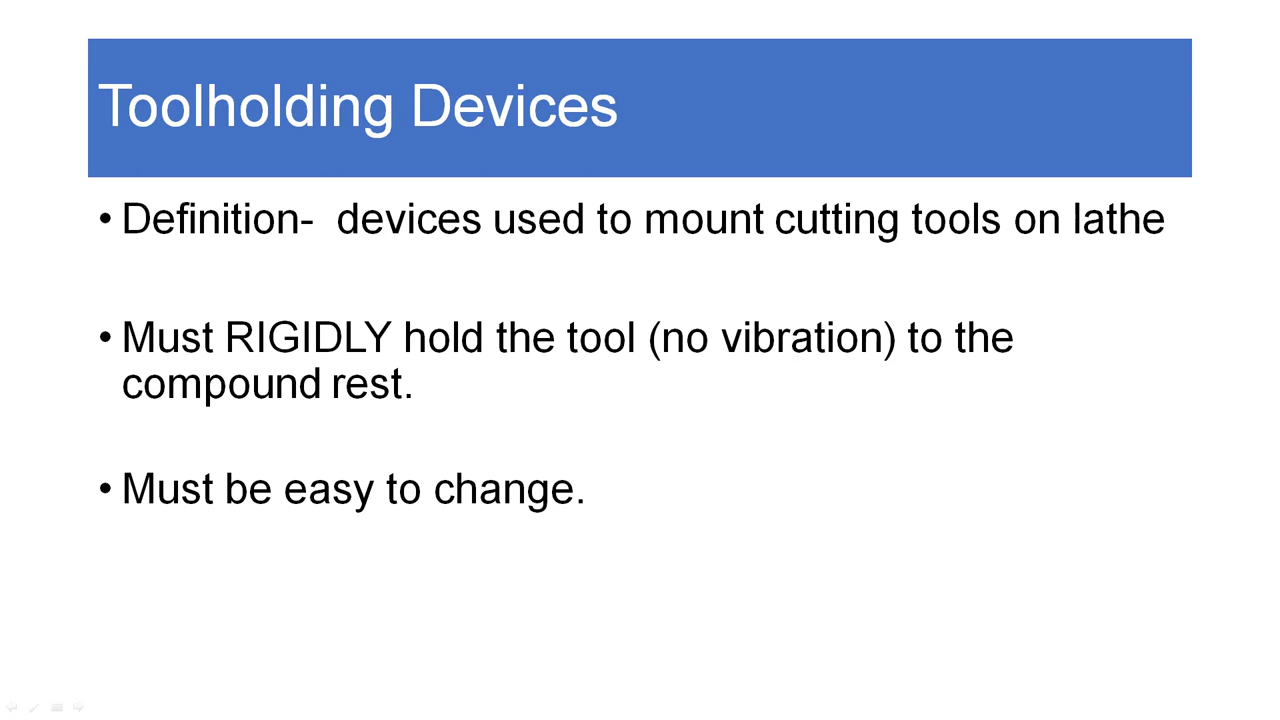 Toolholding Devices
• Definition-  devices used to mount cutting tools on lathe
• Must RIGIDLY hold the tool (no vibration) to the
compound rest.
• Must be easy to change.